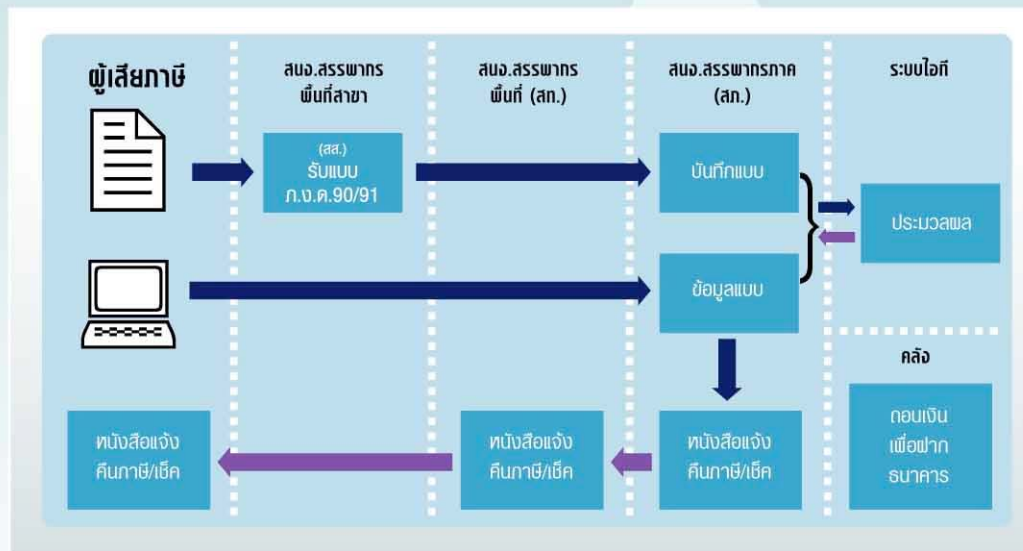 ผู้เสียภาษี
สนง.สรรพากร
พื้นที่สาขา
สนง.สรรพากร
พื้นที่ (สท.)
สนง.สรรพากรภาค
(สภ.)
ระบบไอที
(สส.)
รับแบบ
ภ.ง.ด.90/91
บันทึกแบบ
ประมวลผล
ข้อมูลแบบ
คลัง
หนังสือแจ้ง
คืนภาษี/เช็ค
หนังสือแจ้ง
คืนภาษี/เช็ค
หนังสือแจ้ง
คืนภาษี/เช็ค
ถอนเงิน
เพื่อฝาก
ธนาคาร